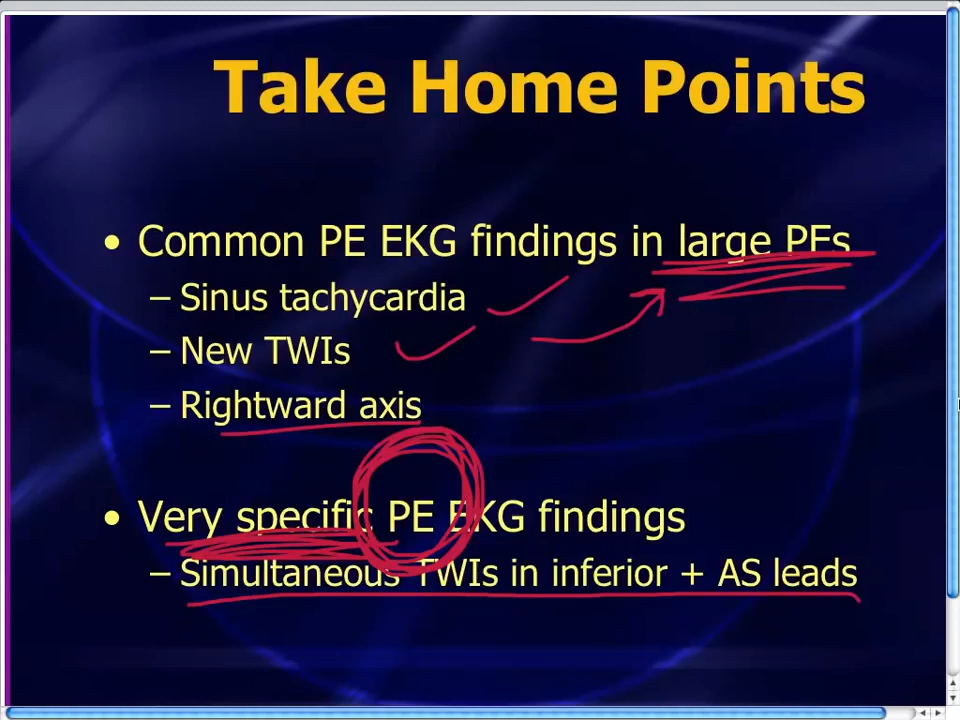 Take Home Points
• Common PE EKG findings in large PEs
– Sinus tachycardia
– New TWIs
– Rightward axis
• Very specific PE EKG findings
– Simultaneous TWIs in inferior + AS leads